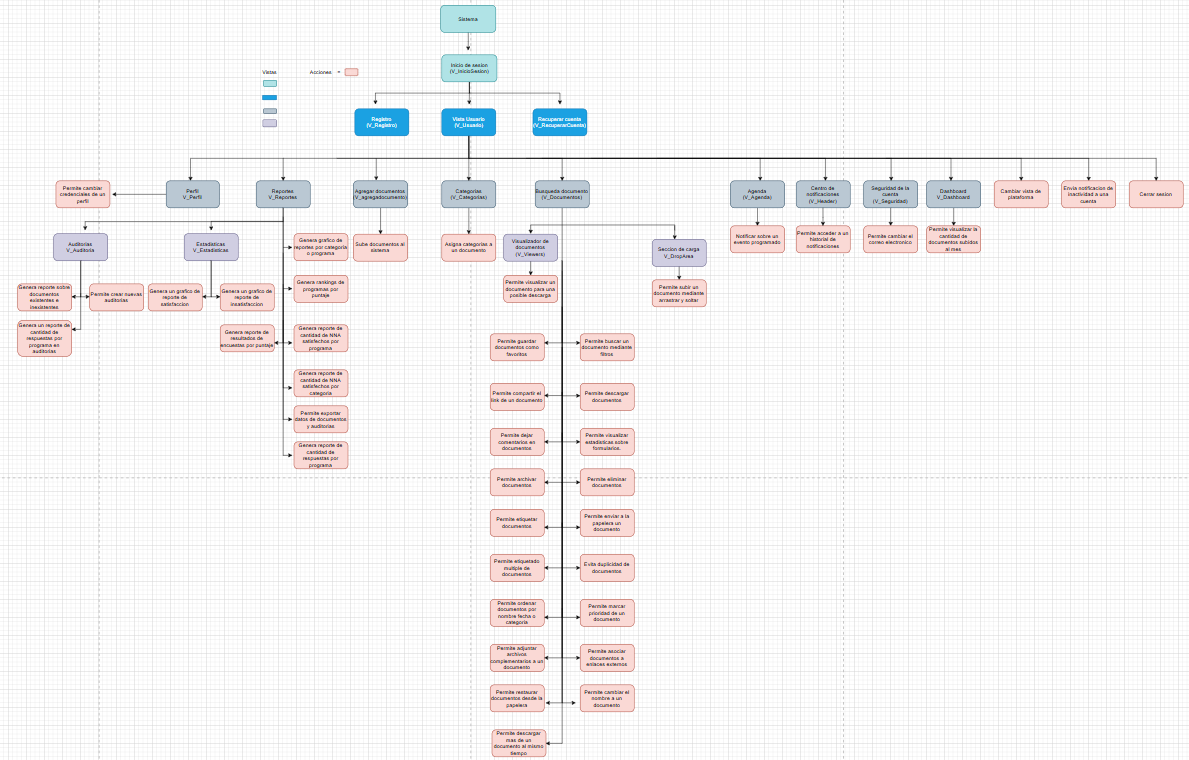 Sistema
Inicio de sesion
(V_InicioSesion)
Vistas
Acciones =
Registro
(V_Registro)
Vista Usuario
(V_Usuario)
Recuperar cuenta
(V_RecuperarCuenta)
Permite cambiar
credenciales de un
perfil
Perfil
V_Perfil
Reportes
V_Reportes
Agregar documentos
V_agregadocumento)
Categorias
(V_Categorias)
Busqueda documento
(V_Documentos)
Agenda
(V_Agenda)
Centro de
notificaciones
(V_Header)
Seguridad de la
cuenta
(V_Seguridad)
Dashboard
V_Dashboard
Cambiar vista de
plataforma
Envia notificacion de
inactividad a una
cuenta
Cerrar sesion
Auditorias
V_Auditoria
Estadisticas
V_Estadisticas
Genera grafico de
reportes por categoria
o programa
Sube documentos al
sistema
Asigna categorias a
un documento
Visualizador de
documentos
(V_Viewers)
Seccion de carga
V_DropArea
Notificar sobre un
evento programado
Permite acceder a un
historial de
notificaciones
Permite cambiar el
correo electronico
Permite visualizar la
cantidad de
documentos subidos
al mes
Genera reporte sobre
documentos
existentes e
inexistentes
Permite crear nuevas
auditorias
Genera un grafico de
reporte de
satisfaccion
Genera un grafico de
reporte de
insatisfaccion
Genera rankings de
programas por
puntaje
Permite visualizar un
documento para una
posible descarga
Permite subir un
documento mediante
arrastrar y soltar
Genera un reporte de
cantidad de
respuestas por
programa en
auditorias
Genera reporte de
resultados de
encuestas por puntaje
Genera reporte de
cantidad de NNA
satisfechos por
programa
Permite guardar
documentos como
favoritos
Permite buscar un
documento mediante
filtros
Genera reporte de
cantidad de NNA
satisfechos por
categoria
Permite compartir el
link de un documento
Permite descargar
documentos
Permite exportar
datos de documentos
y auditorias
Permite dejar
comentarios en
documentos
Permite visualizar
estadisticas sobre
formularios.
Genera reporte de
cantidad de
respuestas por
programa
Permite archivar
documentos
Permite eliminar
documentos
Permite etiquetar
documentos
Permite enviar a la
papelera un
documento
Permite etiquetado
multiple de
documentos
Evita duplicidad de
documentos
Permite ordenar
documentos por
nombre fecha o
categoria
Permite marcar
prioridad de un
documento
Permite adjuntar
archivos
complementarios a un
documento
Permite asociar
documentos a
enlaces externos
Permite restaurar
documentos desde la
papelera
Permite cambiar el
nombre a un
documento
Permite descargar
mas de un
documento al mismo
tiempo